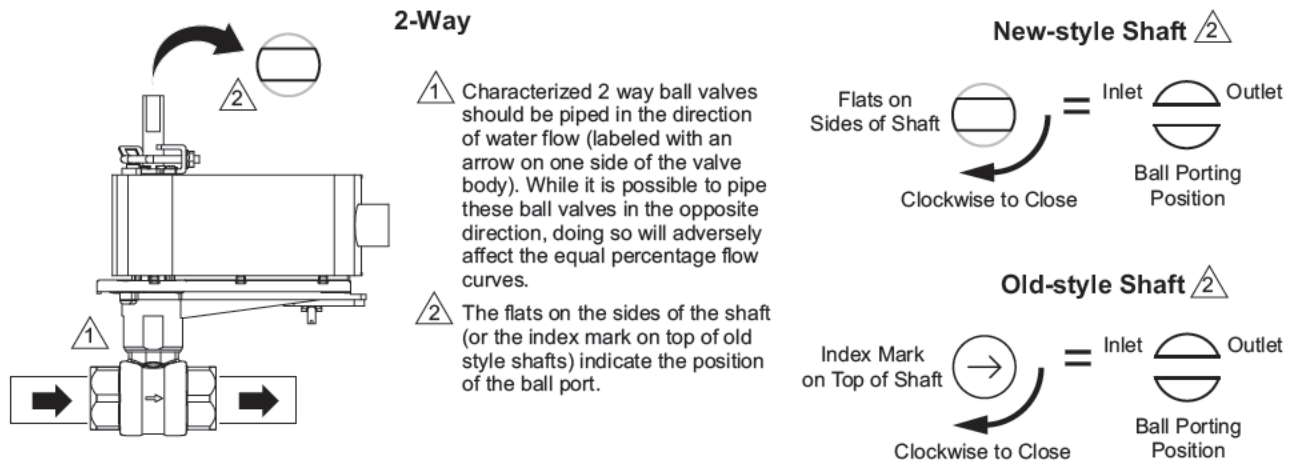 2-Way
2
1
1 Characterized 2 way ball valves
should be piped in the direction
of water flow (labeled with an
arrow on one side of the valve
body). While it is possible to pipe
these ball valves in the opposite
direction, doing so will adversely
affect the equal percentage flow
curves.
2 The flats on the sides of the shaft
(or the index mark on top of old
style shafts) indicate the position
of the ball port.
New-style Shaft 2
Flats on
Sides of Shaft
=
Inlet
Outlet
Clockwise to Close
Ball Porting
Position
Old-style Shaft 2
Index Mark
on Top of Shaft
=
Inlet
Outlet
Clockwise to Close
Ball Porting
Position